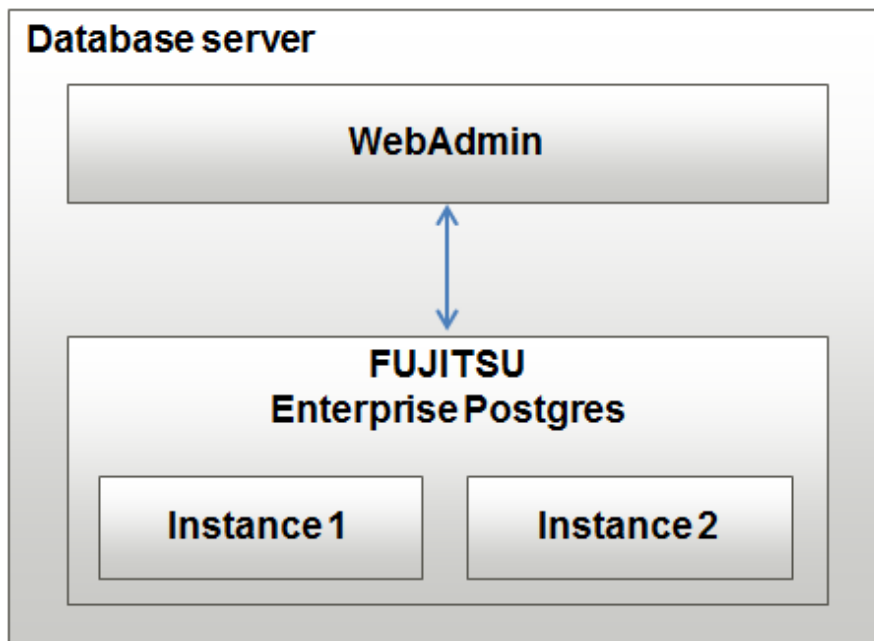 Database server
WebAdmin
FUJITSU
Enterprise Postgres
Instance 1
Instance 2